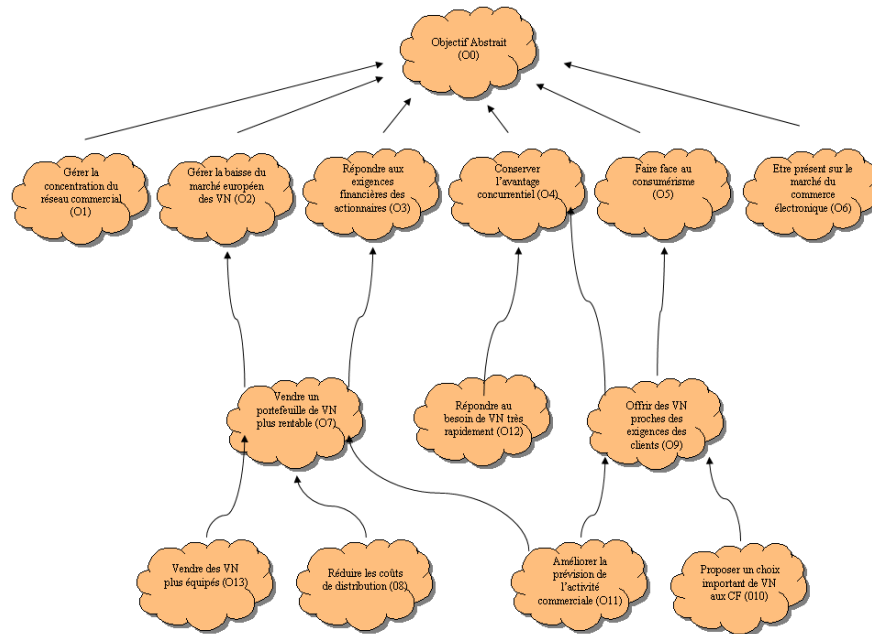 Objectif Abstrait
(O0)
Gérer la
concentration du
réseau commercial
(O1)
Gérer la baisse du
marché européen
des VN (O2)
Répondre aux
exigences
financières des
actionnaires (O3)
Conserver
l'avantage
concurrentiel (O4)
Faire face au
consumérisme
(O5)
Etre présent sur le
marché du
commerce
électronique (O6)
Vendre un
portefeuille de VN
plus rentable (O7)
Répondre au
besoin de VN très
rapidement (O12)
Offrir des VN
proches des
exigences des
clients (O9)
Vendre des VN
plus équipés (O13)
Réduire les coûts
de distribution (08)
Améliorer la
prévision de
l'activité
commerciale (O11)
Proposer un choix
important de VN
aux CF (010)